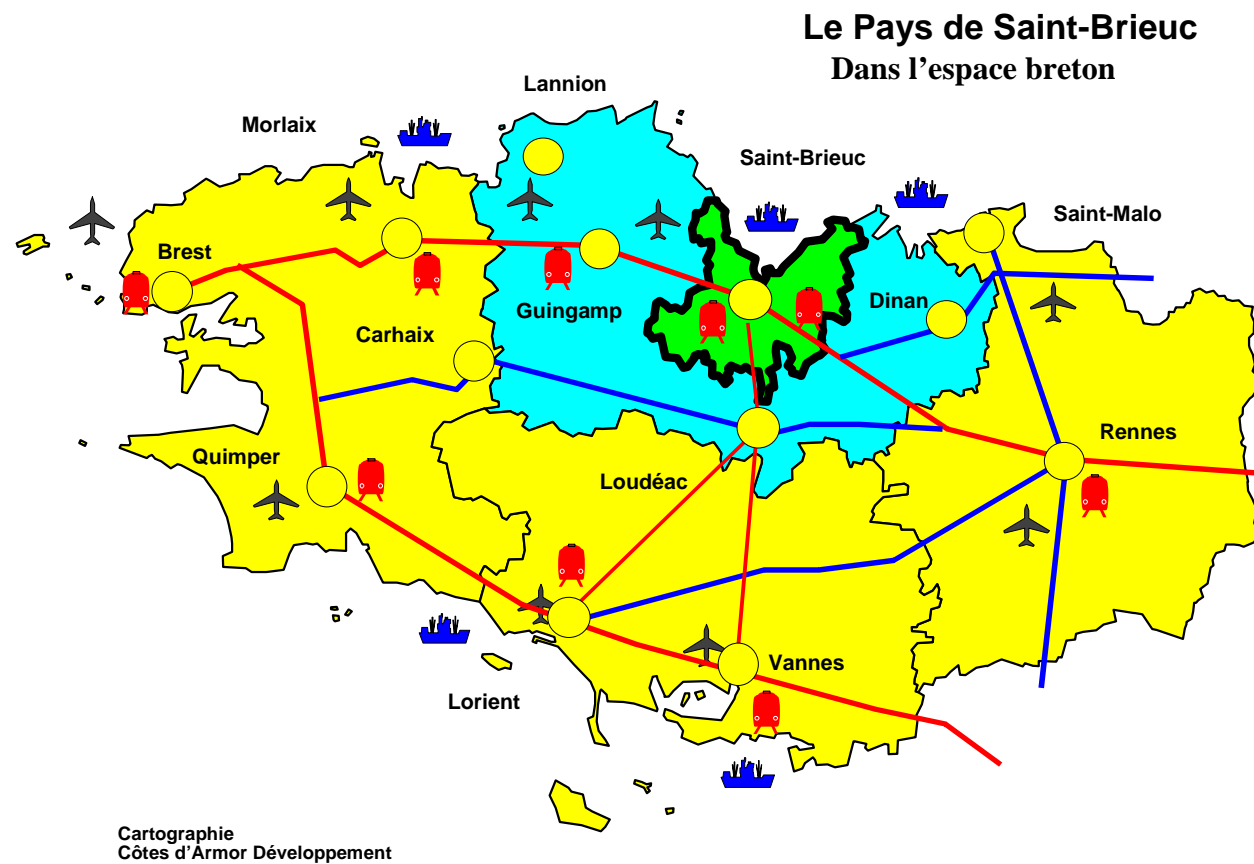 Le Pays de Saint-Brieuc
Dans l'espace breton
Lannion
Morlaix
Saint-Brieuc
Saint-Malo
Brest
Guingamp
Dinan
Carhaix
Rennes
Quimper
Loudéac
Vannes
Lorient
Cartographie
Côtes d'Armor Développement